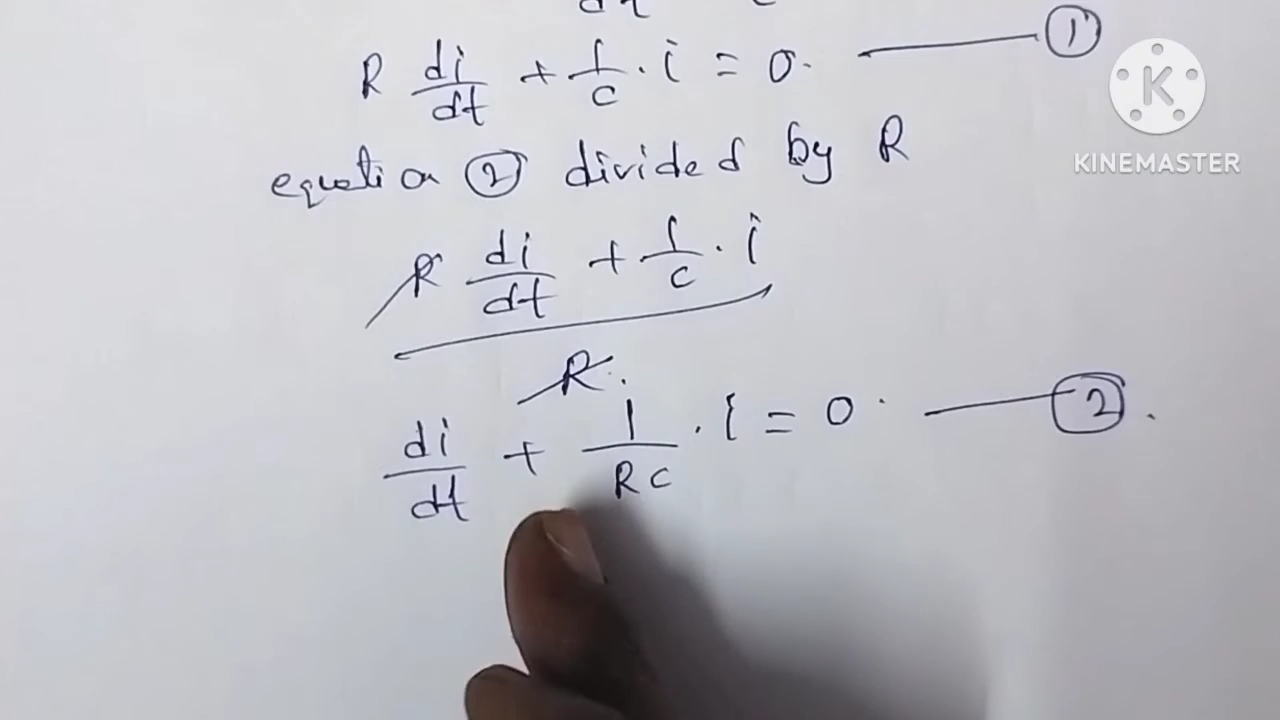 R di/dt + 1/C . i = 0. ——— ①
equation ② divided by R
R di/dt + 1/C . i
R.
di/dt + 1/RC . i = 0 ——— ② .
K
KINEMASTER